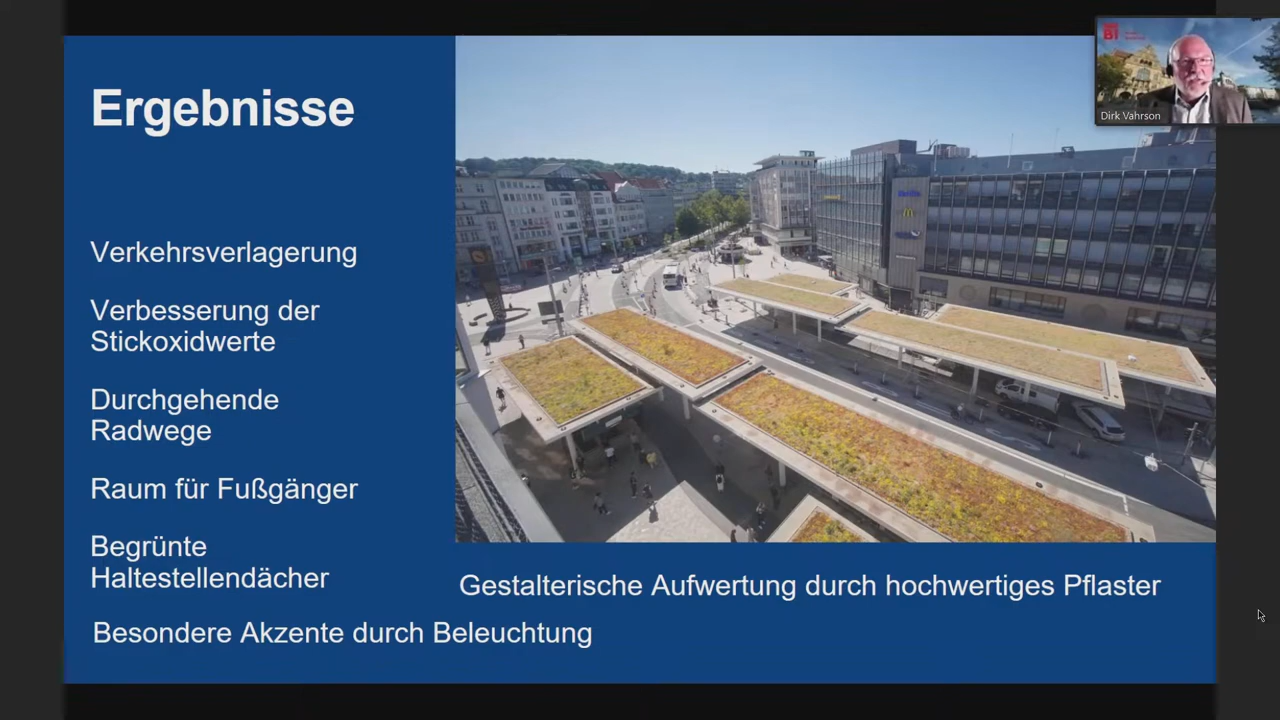 Ergebnisse
Verkehrsverlagerung
Verbesserung der
Stickoxidwerte
Durchgehende
Radwege
Raum für Fußgänger
Begrünte
Haltestellendächer
Gestalterische Aufwertung durch hochwertiges Pflaster
Besondere Akzente durch Beleuchtung
BI
Dirk Vahrson